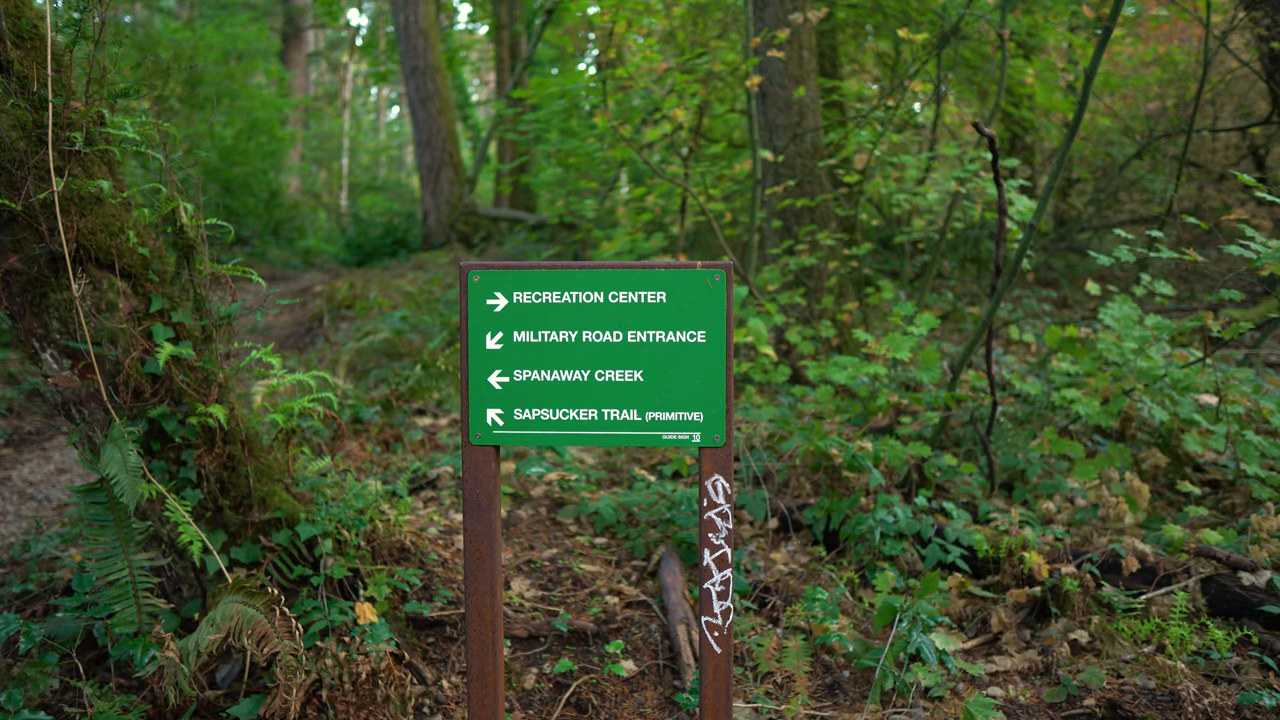 RECREATION CENTER
MILITARY ROAD ENTRANCE
SPANAWAY CREEK
SAPSUCKER TRAIL (PRIMITIVE)
GUIDE SIGN 10